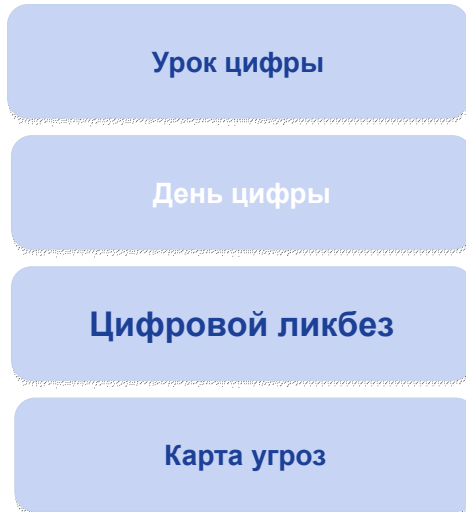 Урок цифры
День цифры
Цифровой ликбез
Карта угроз